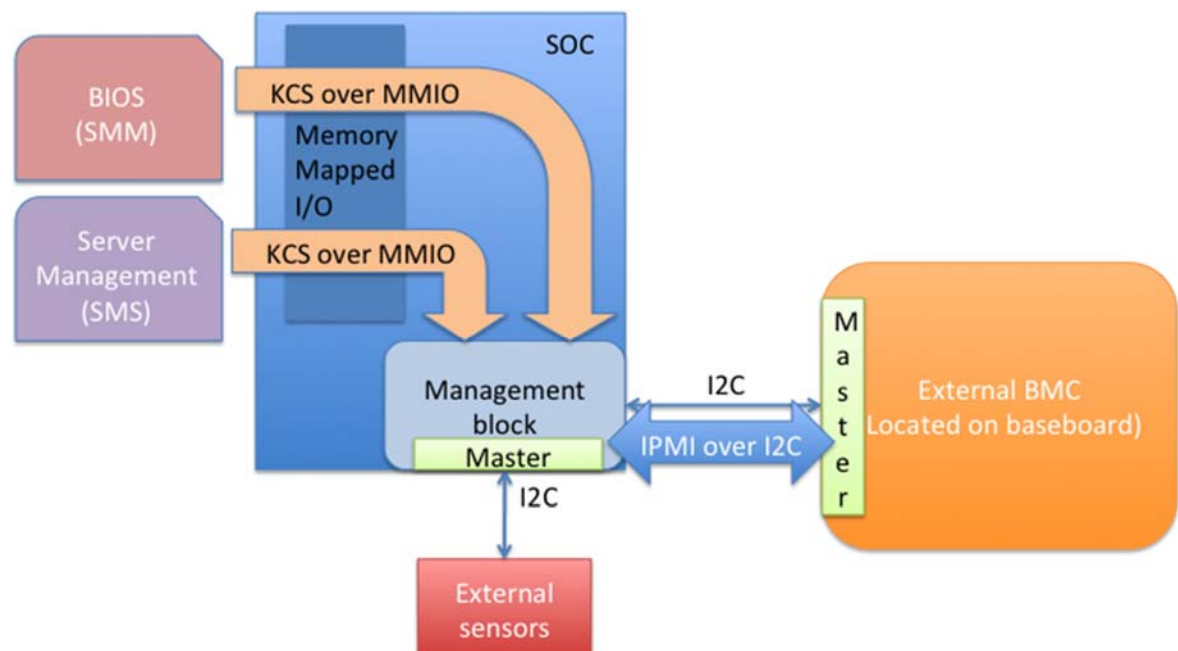 SOC
BIOS
(SMM)
KCS over MMIO
Memory
Mapped
I/O
Server
Management
(SMS)
KCS over MMIO
Management
block
Master
I2C
IPMI over I2C
Master
External BMC
(Located on baseboard)
I2C
External
sensors